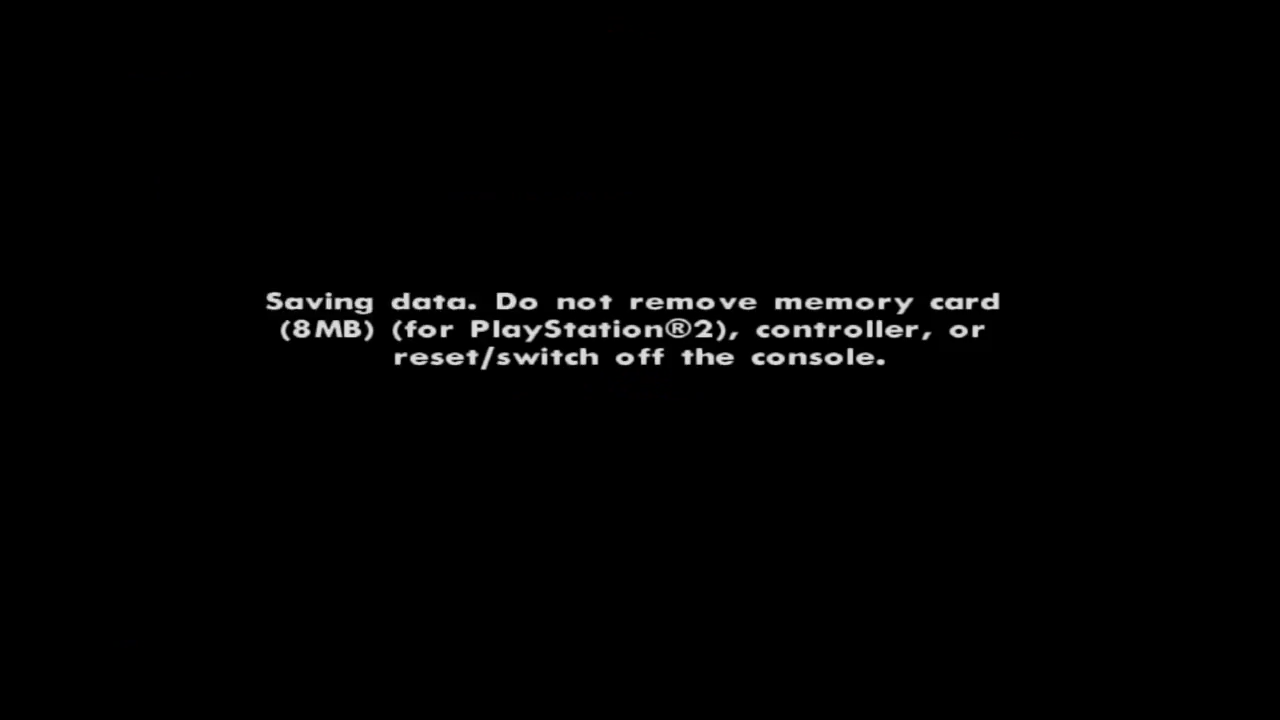 Saving data. Do not remove memory card
(8MB) (for PlayStation®2), controller, or
reset/switch off the console.